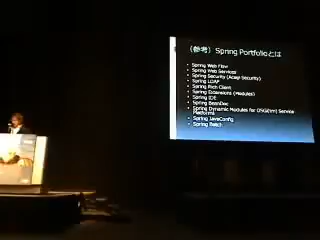 （参考）Spring Portfolioとは
• Spring Web Flow
• Spring Web Services
• Spring Security (Acegi Security)
• Spring LDAP
• Spring Rich Client
• Spring Extensions (Modules)
• Spring IDE
• Spring BeanDoc
• Spring Dynamic Modules for OSGi(tm) Service
Platforms
• Spring JavaConfig
• Spring Batch